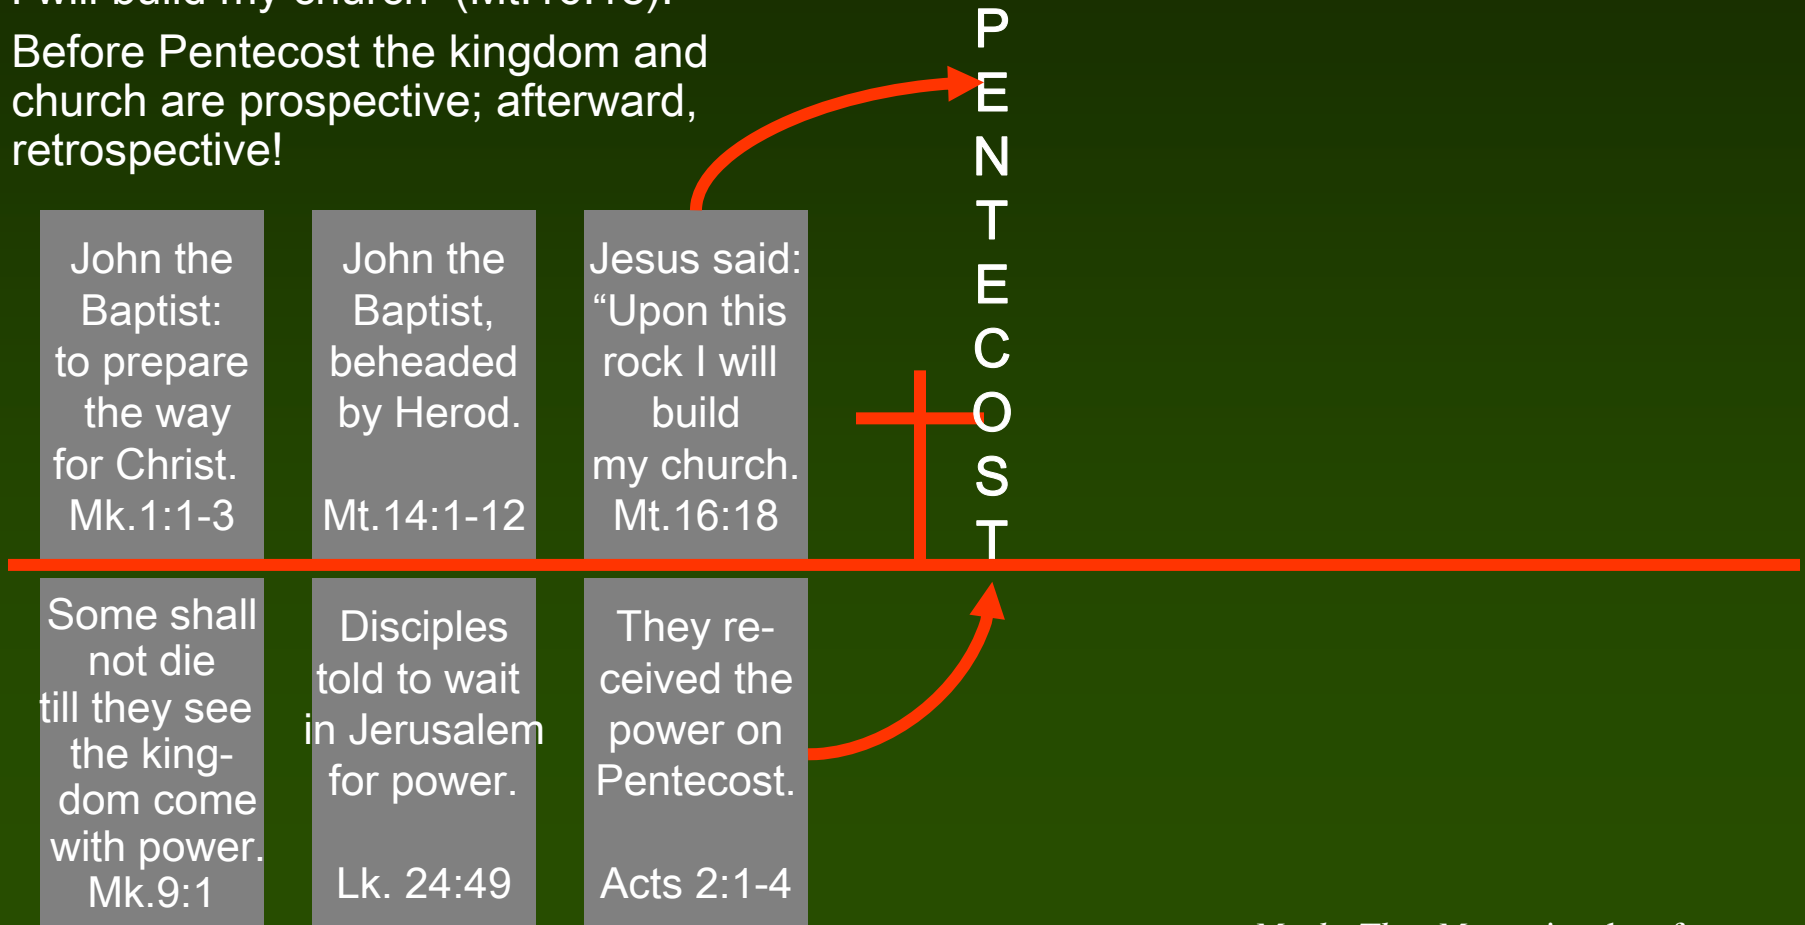 Before Pentecost the kingdom and
church are prospective; afterward,
retrospective!
PENTECOST
John the
Baptist:
to prepare
the way
for Christ.
Mk.1:1-3
John the
Baptist,
beheaded
by Herod.
Mt.14:1-12
Jesus said:
“Upon this
rock I will
build
my church.
Mt.16:18
Some shall
not die
till they see
the king-
dom come
with power.
Mk.9:1
Disciples
told to wait
in Jerusalem
for power.
Lk. 24:49
They re-
ceived the
power on
Pentecost.
Acts 2:1-4